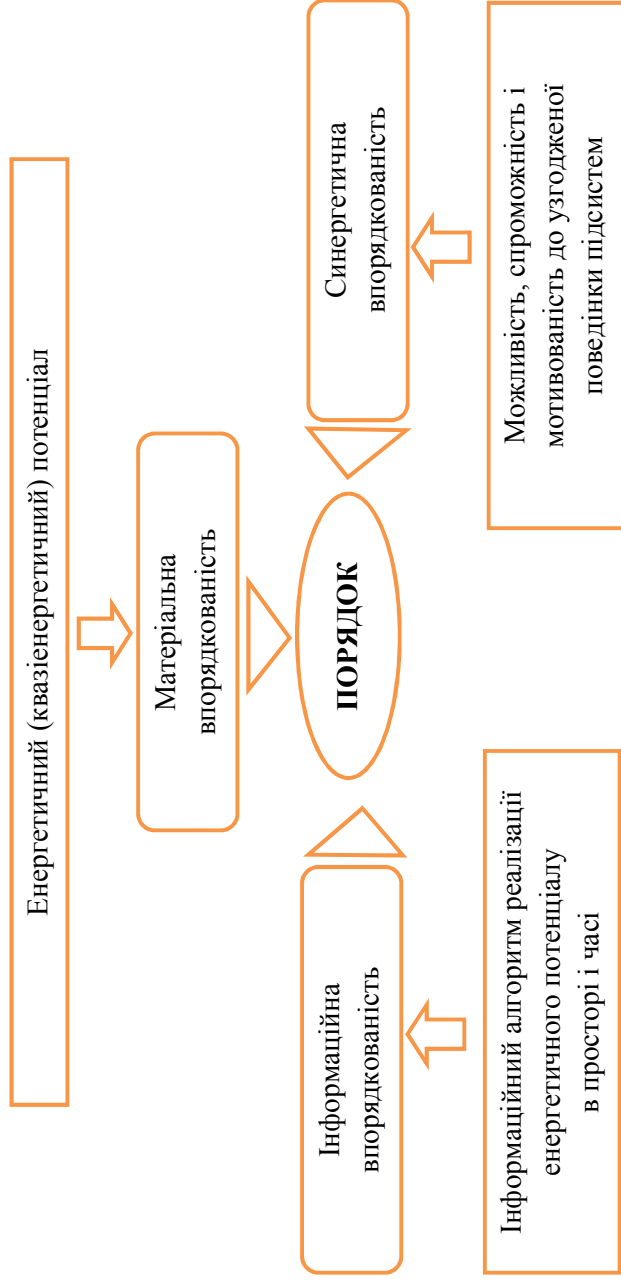 Енергетичний (квазіенергетичний) потенціал
Матеріальна
впорядкованість
Інформаційна
впорядкованість
ПОРЯДОК
Синергетична
впорядкованість
Інформаційний алгоритм реалізації
енергетичного потенціалу
в просторі і часі
Можливість, спроможність і
мотивованість до узгодженої
поведінки підсистем